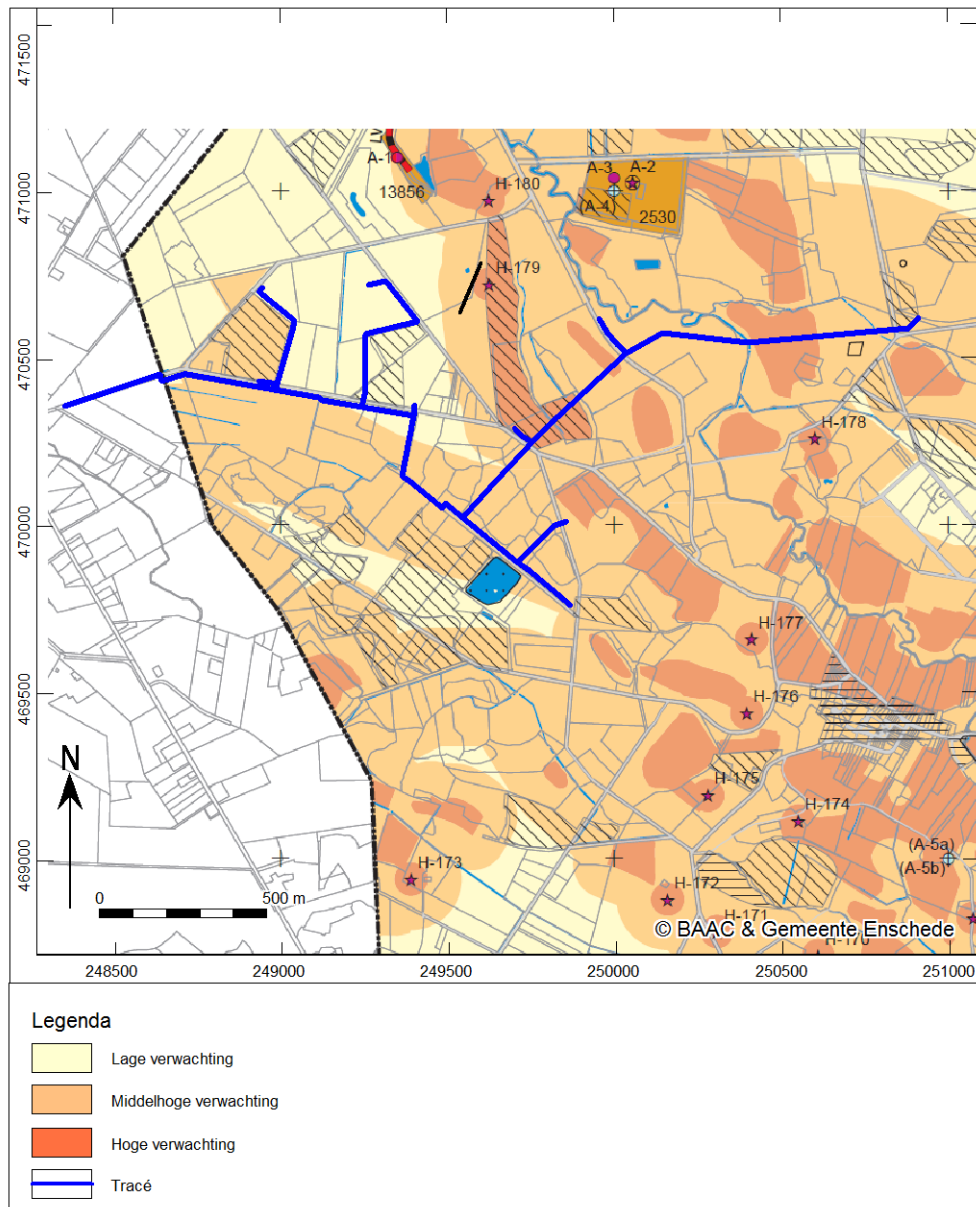 471500
471000
470500
470000
469500
469000
A-1
13856
H-180
A-3
A-2
(A-4)
2530
H-179
H-178
H-177
H-176
H-175
H-174
(A-5a)
(A-5b)
H-173
H-172
H-171
H-170
N
0
500 m
© BAAC & Gemeente Enschede
248500
249000
249500
250000
250500
251000
Legenda
Lage verwachting
Middelhoge verwachting
Hoge verwachting
Tracé